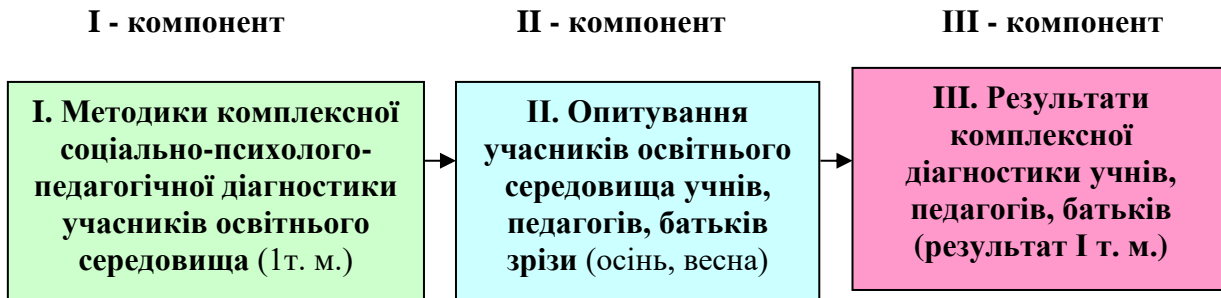 І - компонент
ІІ - компонент
ІІІ - компонент
І. Методики комплексної
соціально-психолого-
педагогічної діагностики
учасників освітнього
середовища (1т. м.)
ІІ. Опитування
учасників освітнього
середовища учнів,
педагогів, батьків
зрізи (осінь, весна)
ІІІ. Результати
комплексної
діагностики учнів,
педагогів, батьків
(результат І т. м.)